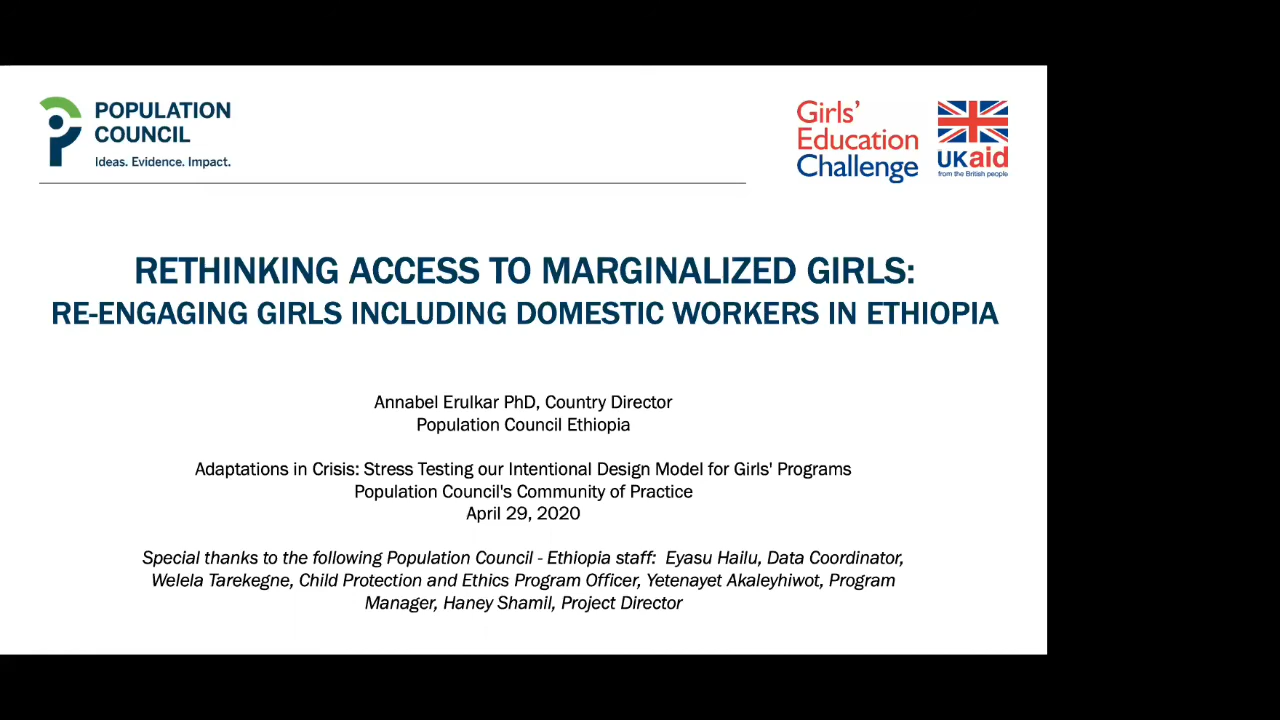 POPULATION
COUNCIL
Ideas. Evidence. Impact.
Girls'
Education
Challenge
UKaid
from the British people
RETHINKING ACCESS TO MARGINALIZED GIRLS:
RE-ENGAGING GIRLS INCLUDING DOMESTIC WORKERS IN ETHIOPIA
Annabel Erulkar PhD, Country Director
Population Council Ethiopia
Adaptations in Crisis: Stress Testing our Intentional Design Model for Girls' Programs
Population Council's Community of Practice
April 29, 2020
Special thanks to the following Population Council - Ethiopia staff:  Eyasu Hailu, Data Coordinator,
Welela Tarekegne, Child Protection and Ethics Program Officer, Yetenayet Akaleyhiwot, Program
Manager, Haney Shamil, Project Director